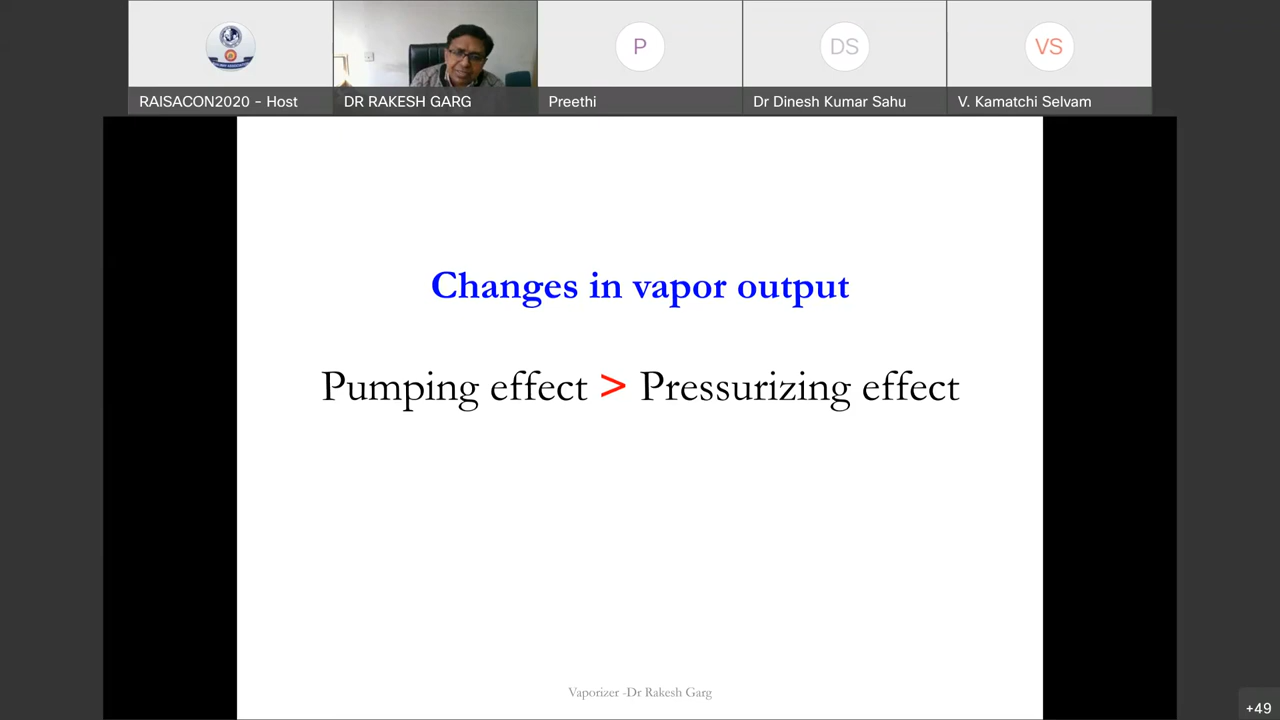 P
DS
VS
RAISACON2020 - Host
DR RAKESH GARG
Preethi
Dr Dinesh Kumar Sahu
V. Kamatchi Selvam
Changes in vapor output
Pumping effect > Pressurizing effect
Vaporizer -Dr Rakesh Garg
+49